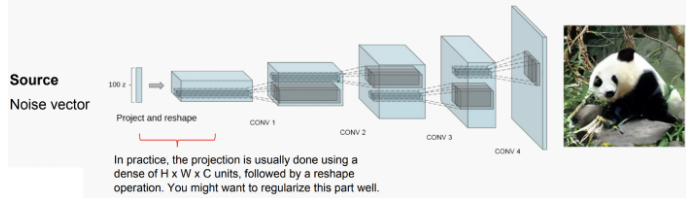 Source
Noise vector
100 z
Project and reshape
CONV 1
CONV 2
CONV 3
CONV 4
In practice, the projection is usually done using a
dense of H x W x C units, followed by a reshape
operation. You might want to regularize this part well.